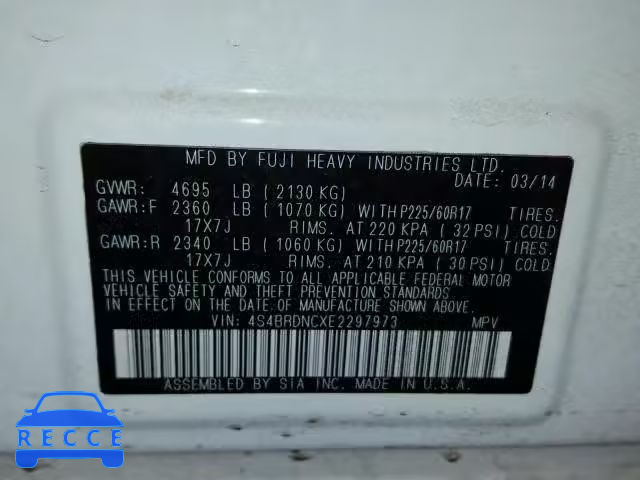 MFD BY FUJI HEAVY INDUSTRIES LTD.
DATE: 03/14
GVWR: 4695 LB ( 2130 KG)
GAWR:F 2360 LB ( 1070 KG) WITH P225/60R17 TIRES.
17X7J RIMS. AT 220 KPA ( 32 PSI) COLD
GAWR:R 2340 LB ( 1060 KG) WITH P225/60R17 TIRES.
17X7J RIMS. AT 210 KPA ( 30 PSI) COLD.
THIS VEHICLE CONFORMS TO ALL APPLICABLE FEDERAL MOTOR
VEHICLE SAFETY AND THEFT PREVENTION STANDARDS IN EFFECT
ON THE DATE OF MANUFACTURE SHOWN ABOVE.
VIN: 4S4BRDNCXE2297973 MPV
ASSEMBLED BY SIA INC. MADE IN U.S.A.
RECCE